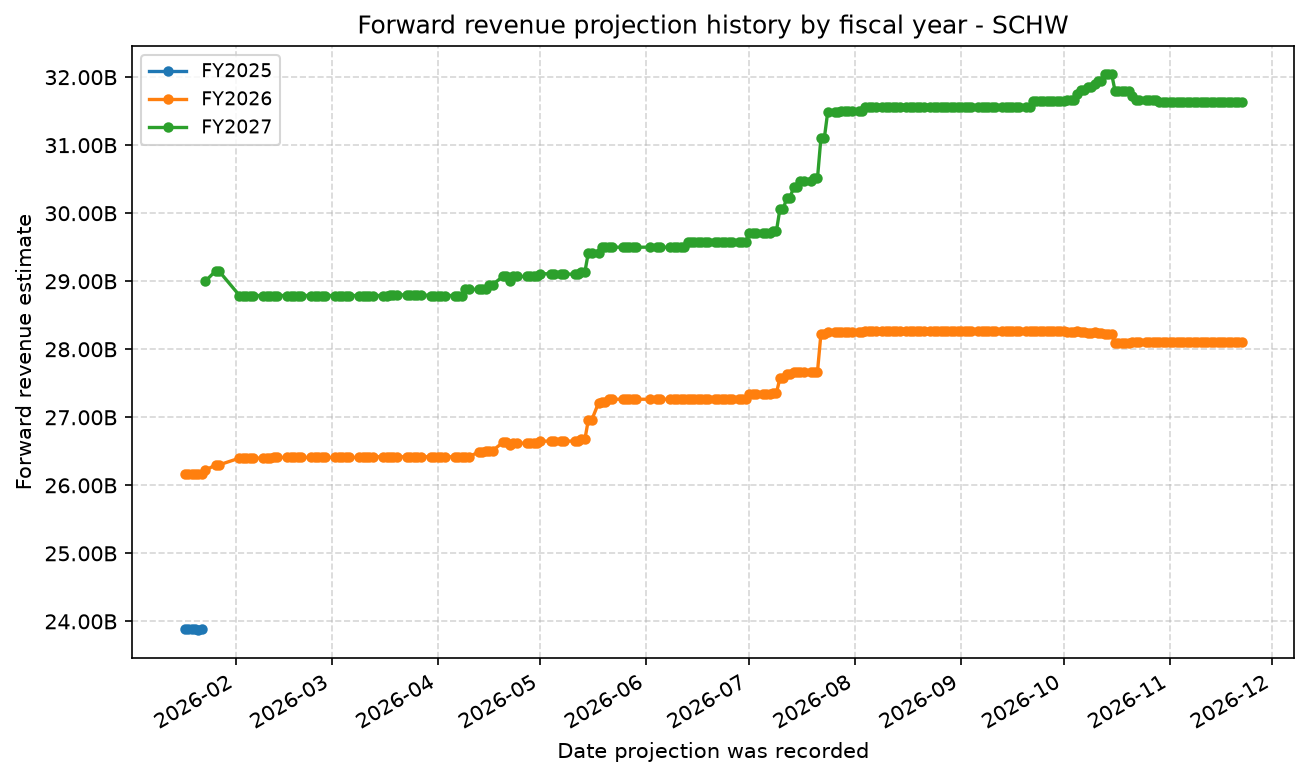 Forward revenue projection history by fiscal year - SCHW
FY2025
FY2026
FY2027
Forward revenue estimate
32.00B
31.00B
30.00B
29.00B
28.00B
27.00B
26.00B
25.00B
24.00B
2026-02
2026-03
2026-04
2026-05
2026-06
2026-07
2026-08
2026-09
2026-10
2026-11
2026-12
Date projection was recorded